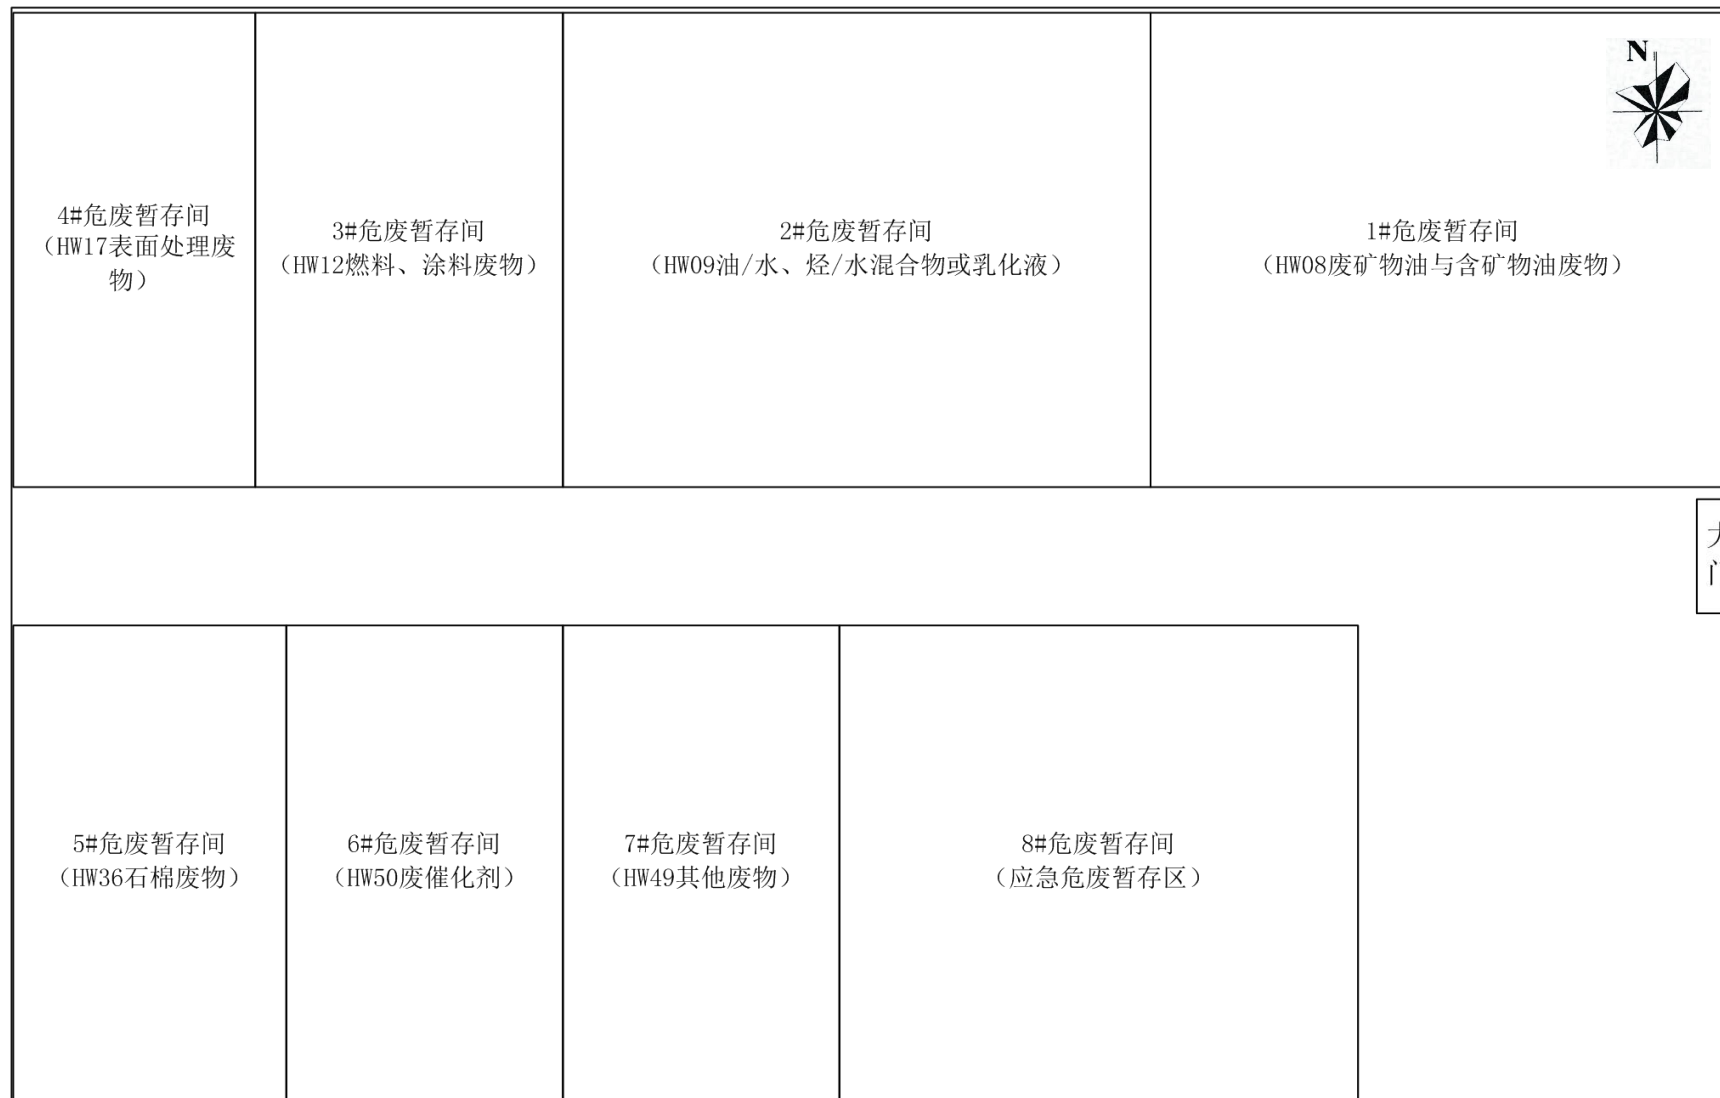 N
4#危废暂存间
（HW17表面处理废
物）
3#危废暂存间
（HW12燃料、涂料废物）
2#危废暂存间
（HW09油/水、烃/水混合物或乳化液）
1#危废暂存间
（HW08废矿物油与含矿物油废物）
5#危废暂存间
（HW36石棉废物）
6#危废暂存间
（HW50废催化剂）
7#危废暂存间
（HW49其他废物）
8#危废暂存间
（应急危废暂存区）